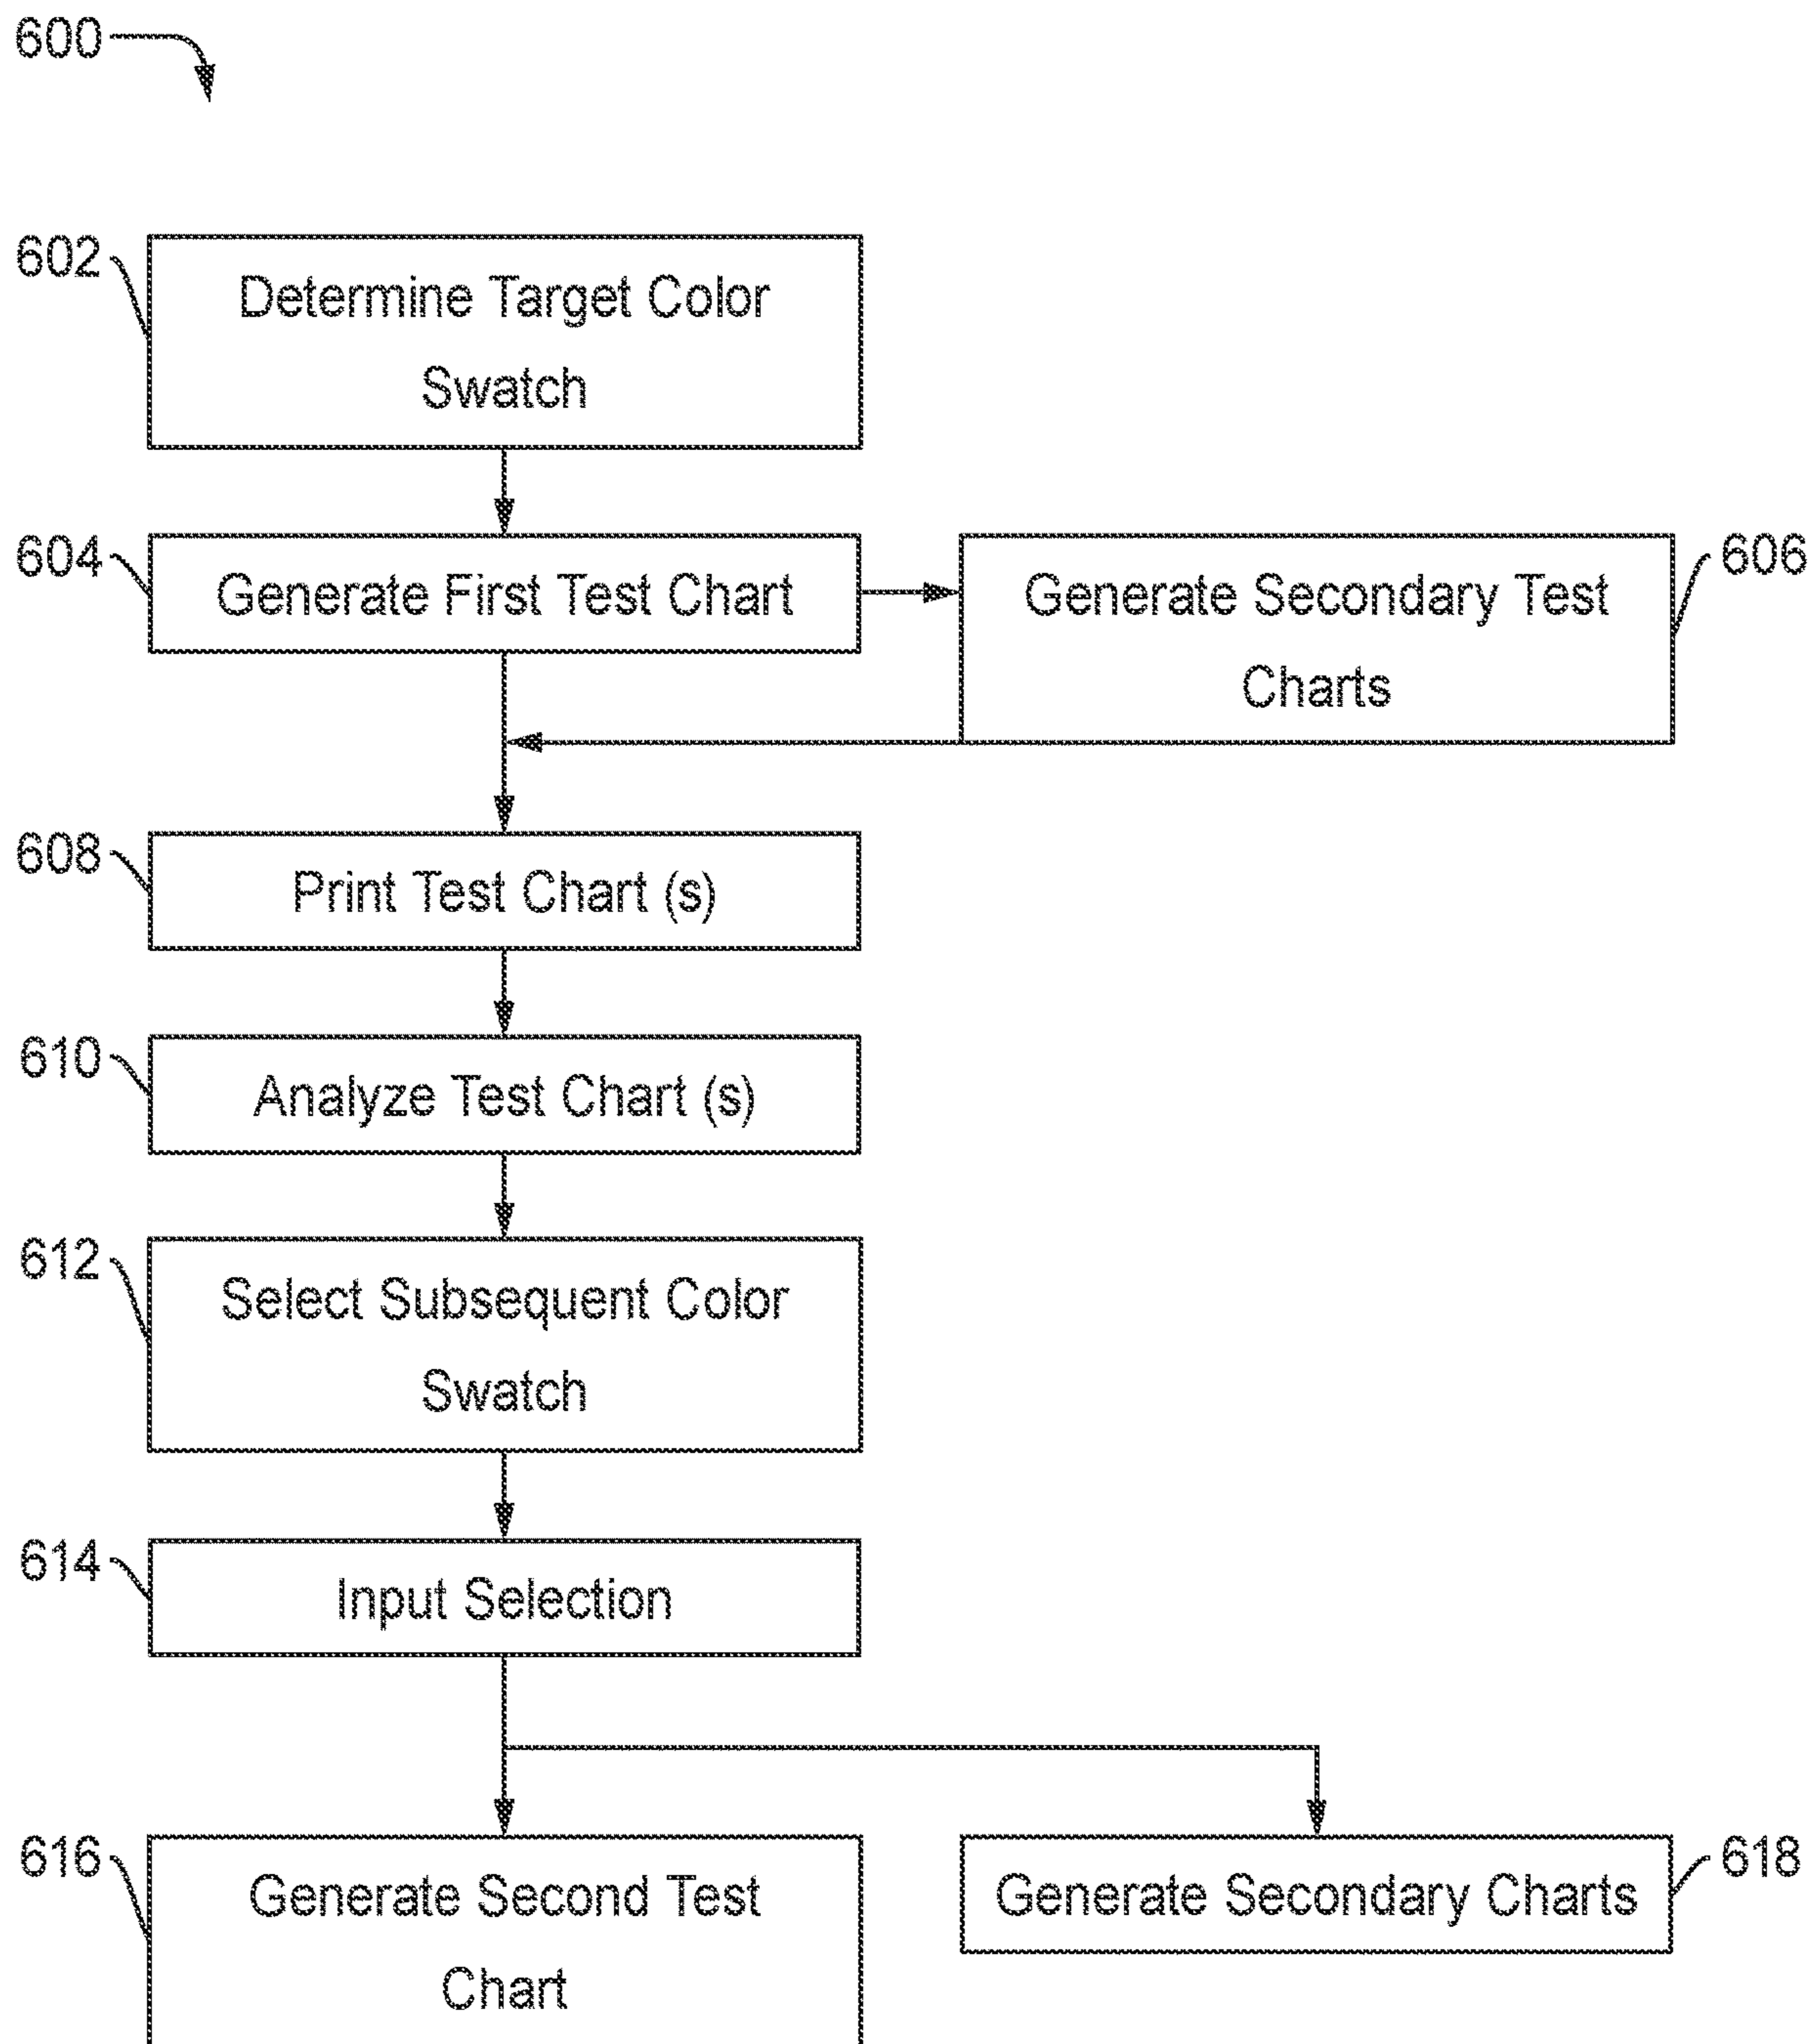 600
602
Determine Target Color
Swatch
604
Generate First Test Chart
Generate Secondary Test
Charts
606
608
Print Test Chart (s)
610
Analyze Test Chart (s)
612
Select Subsequent Color
Swatch
614
Input Selection
616
Generate Second Test
Chart
Generate Secondary Charts
618